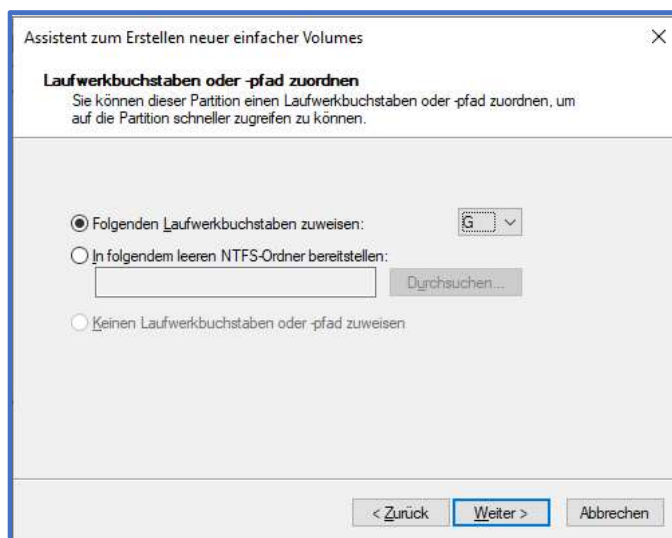 Assistent zum Erstellen neuer einfacher Volumes
Laufwerkbuchstaben oder -pfad zuordnen
Sie können dieser Partition einen Laufwerkbuchstaben oder -pfad zuordnen, um
auf die Partition schneller zugreifen zu können.
Folgenden Laufwerkbuchstaben zuweisen: G
In folgendem leeren NTFS-Ordner bereitstellen:
Durchsuchen...
Keinen Laufwerkbuchstaben oder -pfad zuweisen
< Zurück Weiter > Abbrechen